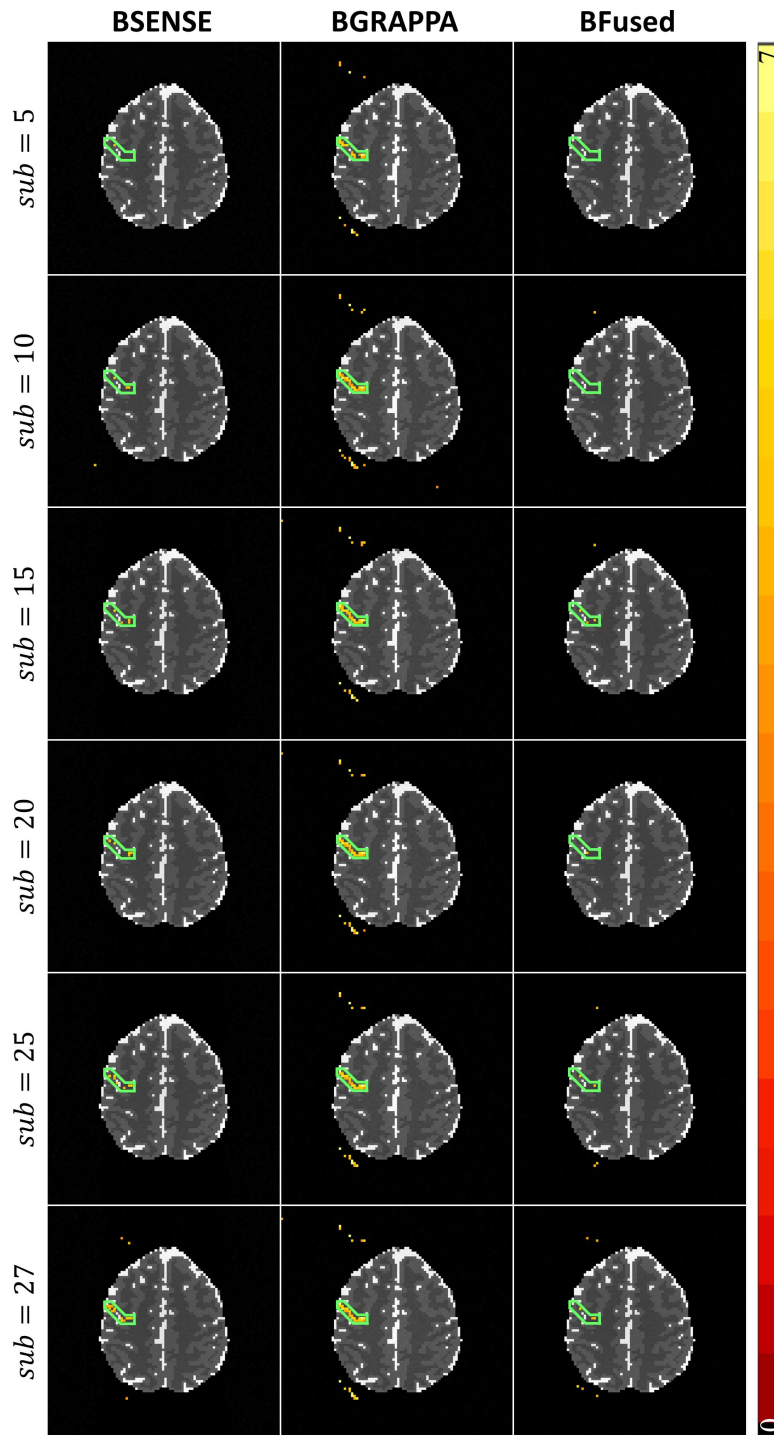 BSENSE BGRAPPA BFused
7
sub = 5
sub = 10
sub = 15
sub = 20
sub = 25
sub = 27
0